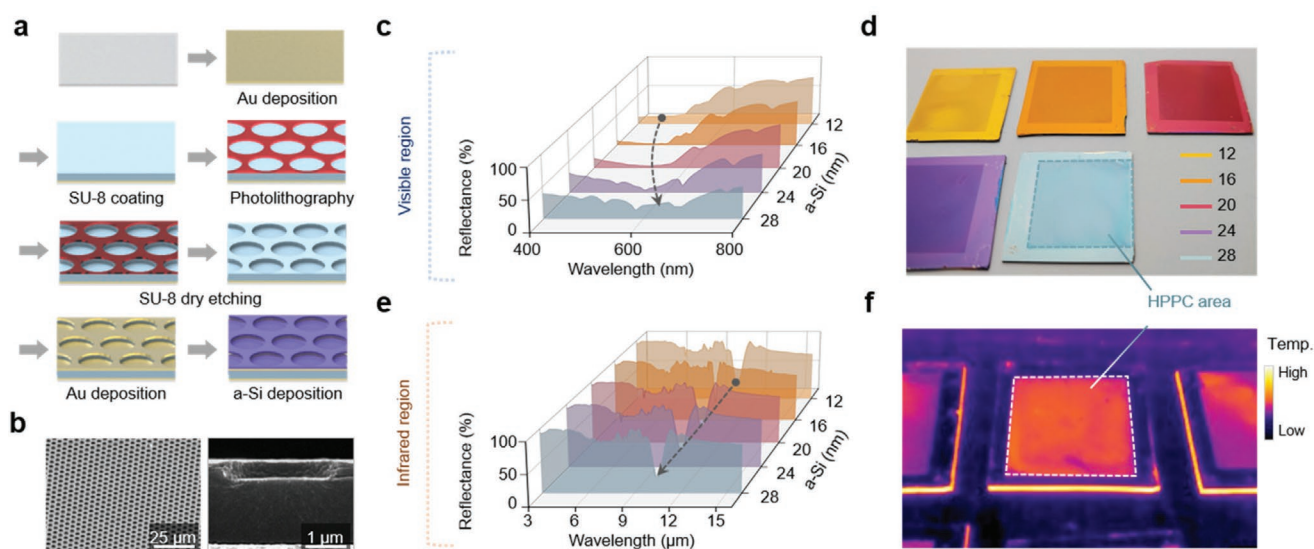 a
Au deposition
SU-8 coating
Photolithography
SU-8 dry etching
Au deposition
a-Si deposition
b
25 µm
1 µm
c
Visible region
Reflectance (%)
100
50
0
400
600
800
Wavelength (nm)
12
16
20
24
28
a-Si (nm)
d
12
16
20
24
28
HPPC area
e
Infrared region
Reflectance (%)
100
50
0
3
6
9
12
15
Wavelength (µm)
12
16
20
24
28
a-Si (nm)
f
Temp.
High
Low